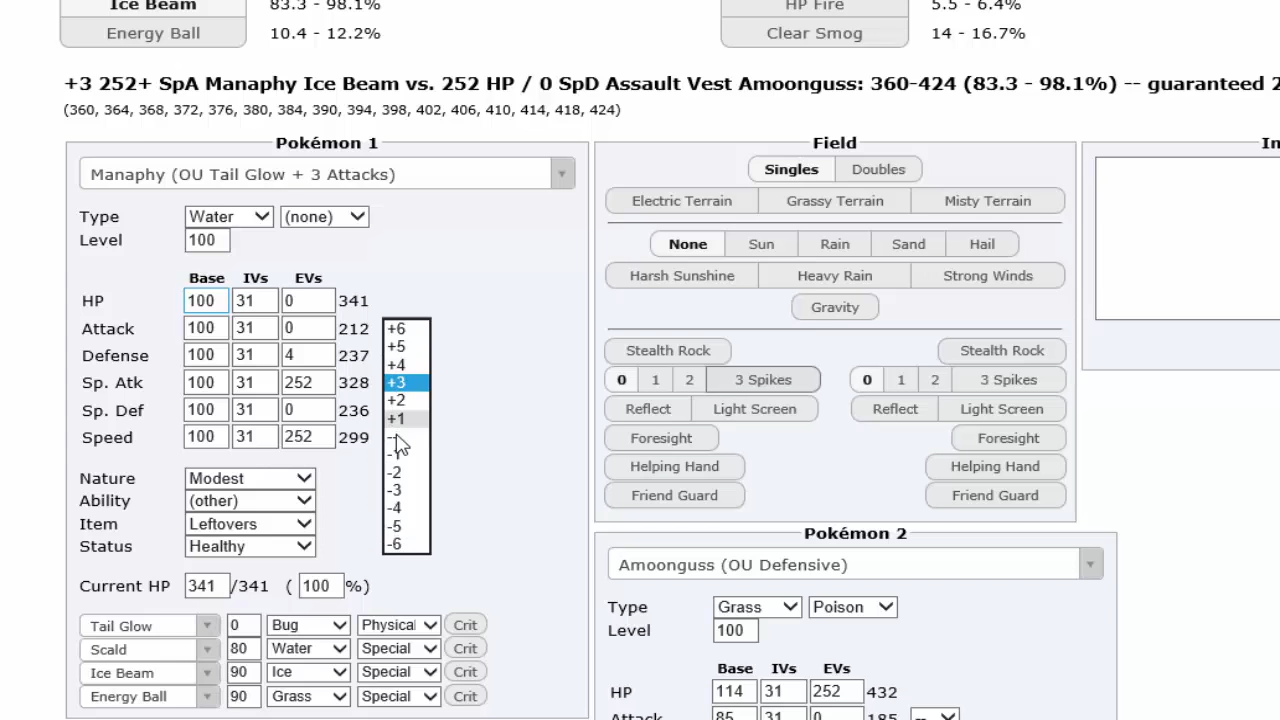 Ice Beam 83.3 - 98.1% HP Fire 5.5 - 6.4%
Energy Ball 10.4 - 12.2% Clear Smog 14 - 16.7%
+3 252+ SpA Manaphy Ice Beam vs. 252 HP / 0 SpD Assault Vest Amoonguss: 360-424 (83.3 - 98.1%) -- guaranteed 2
(360, 364, 368, 372, 376, 380, 384, 390, 394, 398, 402, 406, 410, 414, 418, 424)
Pokémon 1
Manaphy (OU Tail Glow + 3 Attacks)
Type Water (none)
Level 100
Base IVs EVs
HP 100 31 0 341
Attack 100 31 0 212
Defense 100 31 4 237
Sp. Atk 100 31 252 328
Sp. Def 100 31 0 236
Speed 100 31 252 299
+6
+5
+4
+3
+2
+1
--
-1
-2
-3
-4
-5
-6
Nature Modest
Ability (other)
Item Leftovers
Status Healthy
Current HP 341/341 ( 100 %)
Tail Glow 0 Bug Physical Crit
Scald 80 Water Special Crit
Ice Beam 90 Ice Special Crit
Energy Ball 90 Grass Special Crit
Field
Singles Doubles
Electric Terrain Grassy Terrain Misty Terrain
None Sun Rain Sand Hail
Harsh Sunshine Heavy Rain Strong Winds
Gravity
Stealth Rock Stealth Rock
0 1 2 3 Spikes 0 1 2 3 Spikes
Reflect Light Screen Reflect Light Screen
Foresight Foresight
Helping Hand Helping Hand
Friend Guard Friend Guard
Pokémon 2
Amoonguss (OU Defensive)
Type Grass Poison
Level 100
Base IVs EVs
HP 114 31 252 432
Attack 85 31 0 185 --